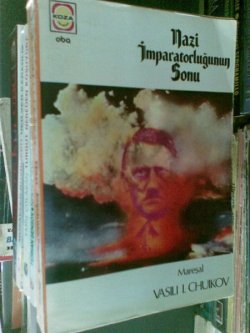 KOZA
oba
Nazi
İmparatorluğunun
Sonu
Mareşal
VASILI I. CHUIKOV